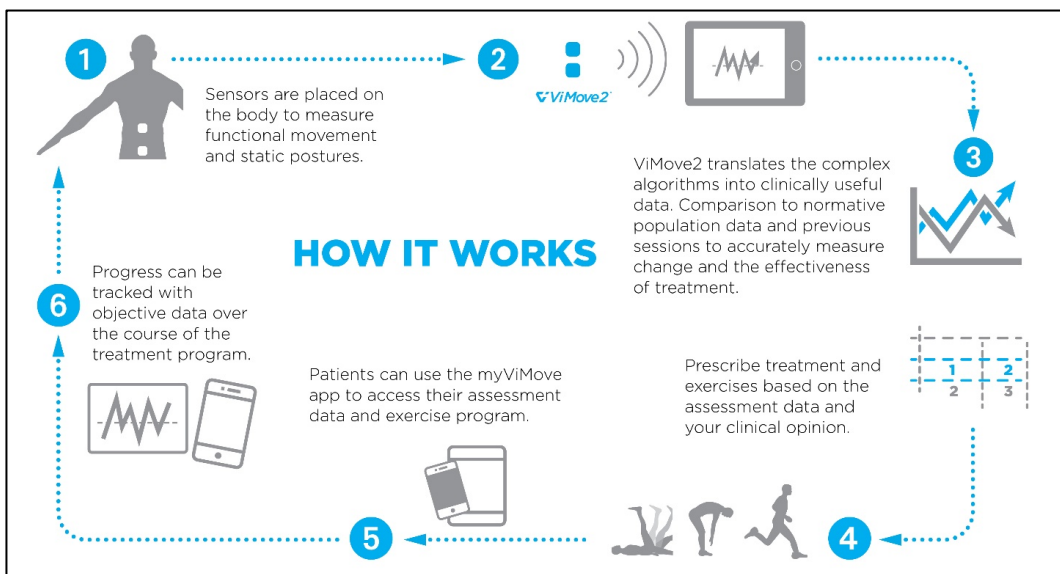 1
Sensors are placed on
the body to measure
functional movement
and static postures.
2
ViMove2
3
ViMove2 translates the complex
algorithms into clinically useful
data. Comparison to normative
population data and previous
sessions to accurately measure
change and the effectiveness
of treatment.
HOW IT WORKS
1 2
2 3
Prescribe treatment and
exercises based on the
assessment data and
your clinical opinion.
4
Patients can use the myViMove
app to access their assessment
data and exercise program.
5
6
Progress can be
tracked with
objective data over
the course of the
treatment program.